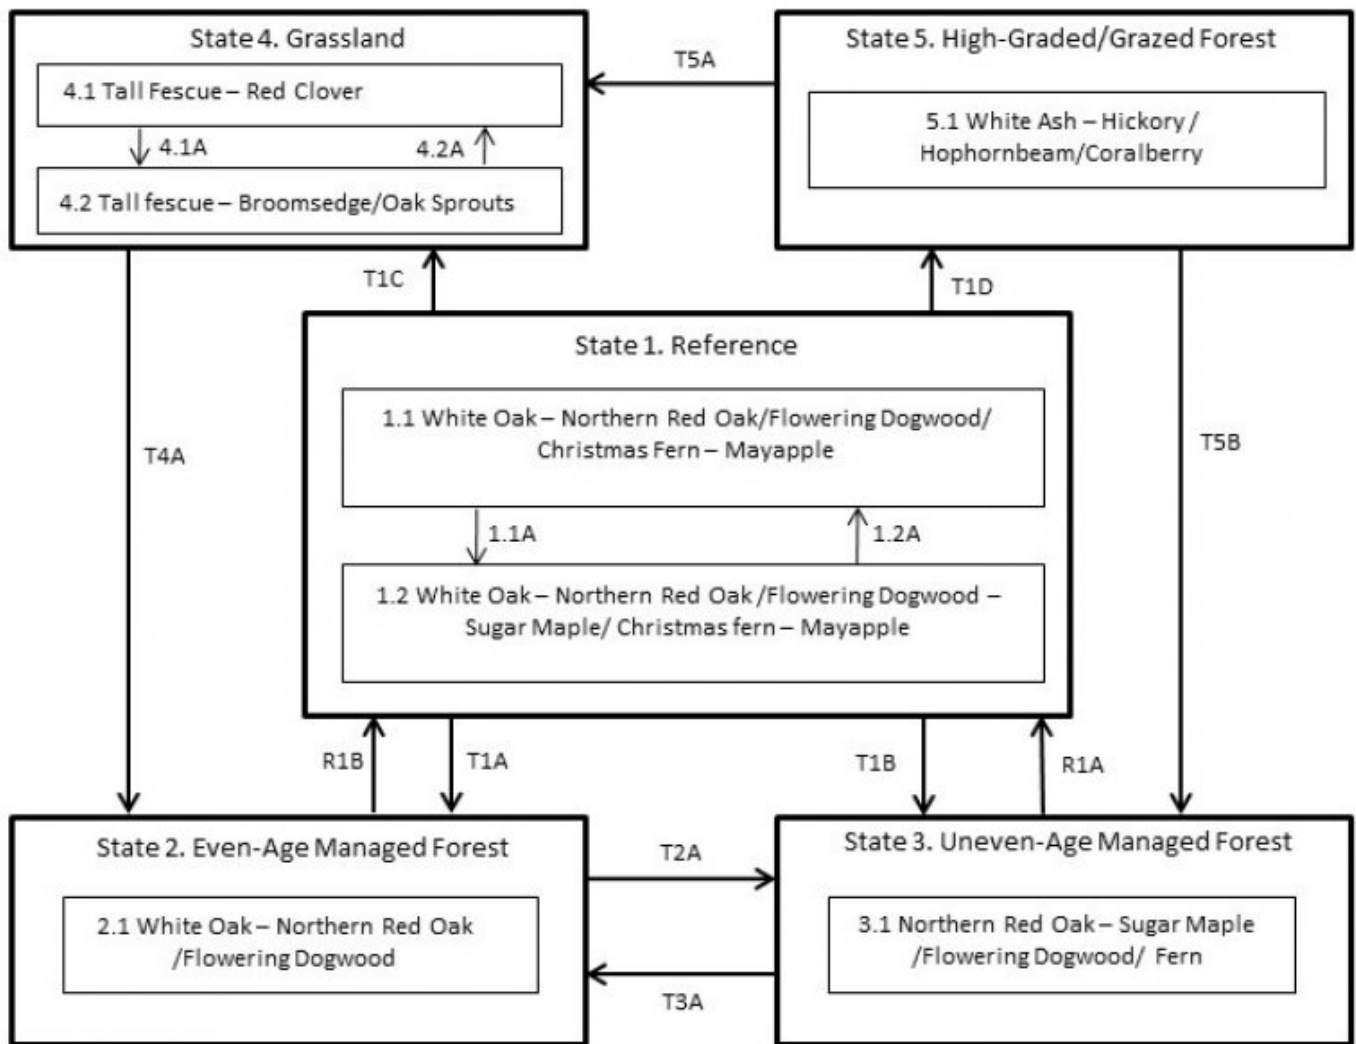 State 4. Grassland
4.1 Tall Fescue – Red Clover
4.1A
4.2A
4.2 Tall fescue – Broomsedge/Oak Sprouts
T5A
State 5. High-Graded/Grazed Forest
5.1 White Ash – Hickory /
Hophornbeam/Coralberry
T1C
T1D
State 1. Reference
1.1 White Oak – Northern Red Oak/Flowering Dogwood/
Christmas Fern – Mayapple
1.1A
1.2A
1.2 White Oak – Northern Red Oak /Flowering Dogwood –
Sugar Maple/ Christmas fern – Mayapple
T4A
T5B
R1B
T1A
T1B
R1A
State 2. Even-Age Managed Forest
2.1 White Oak – Northern Red Oak
/Flowering Dogwood
T2A
T3A
State 3. Uneven-Age Managed Forest
3.1 Northern Red Oak – Sugar Maple
/Flowering Dogwood/ Fern